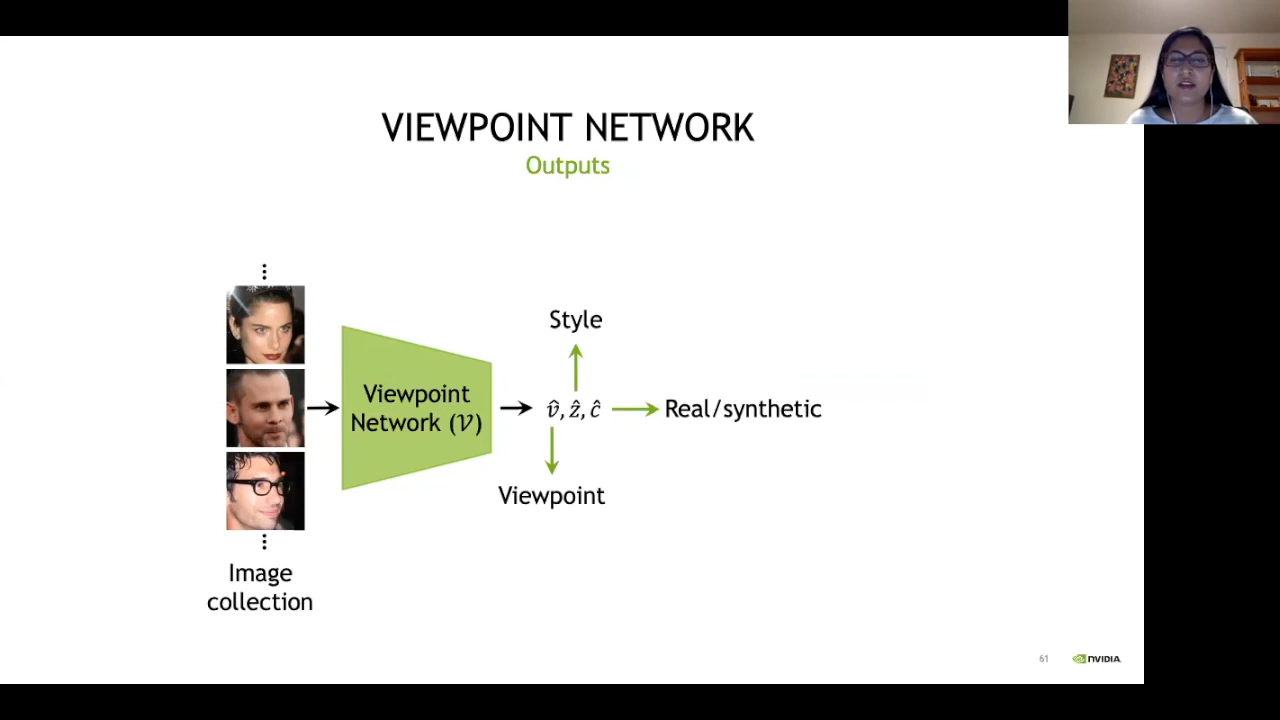 VIEWPOINT NETWORK
Outputs
Style
Viewpoint
Network (𝒱)
v̂, ẑ, ĉ
Real/synthetic
Viewpoint
Image
collection
61
NVIDIA.